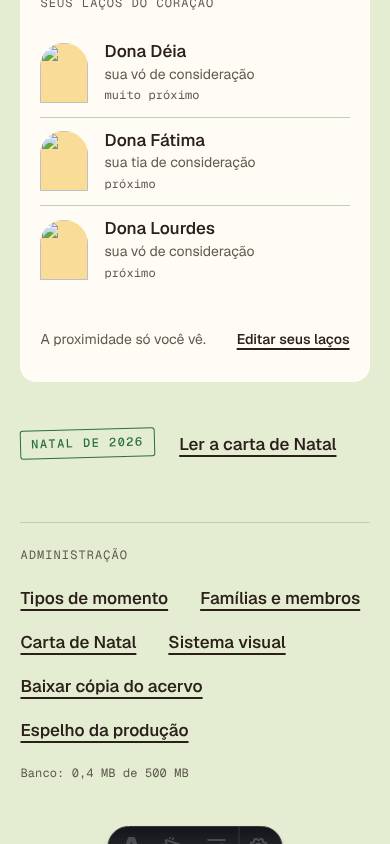 SEUS LAÇOS DO CORAÇÃO
Dona Déia
sua vó de consideração
muito próximo
Dona Fátima
sua tia de consideração
próximo
Dona Lourdes
sua vó de consideração
próximo
A proximidade só você vê. Editar seus laços
NATAL DE 2026 Ler a carta de Natal
ADMINISTRAÇÃO
Tipos de momento Famílias e membros
Carta de Natal Sistema visual
Baixar cópia do acervo
Espelho da produção
Banco: 0,4 MB de 500 MB